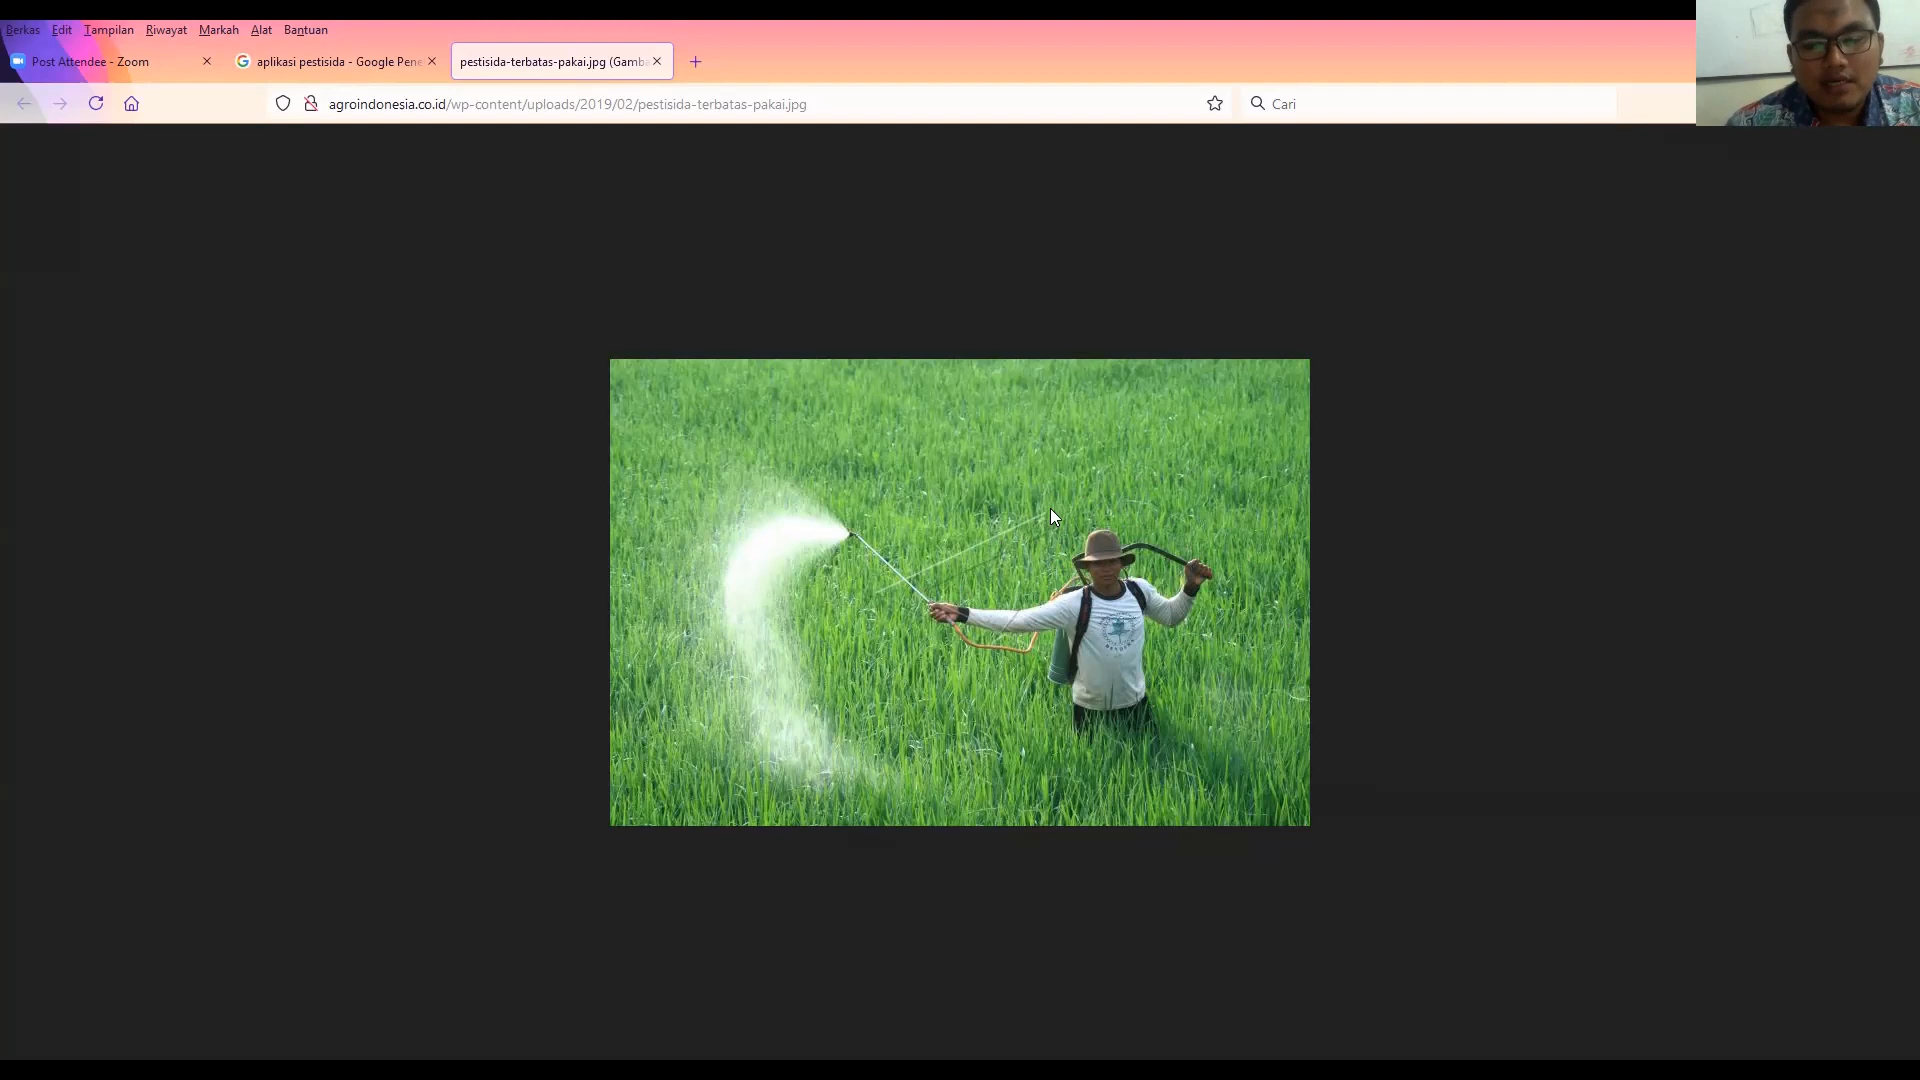 Berkas Edit Tampilan Riwayat Markah Alat Bantuan
Post Attendee - Zoom
aplikasi pestisida - Google Pene
pestisida-terbatas-pakai.jpg (Gamb
agroindonesia.co.id/wp-content/uploads/2019/02/pestisida-terbatas-pakai.jpg
Cari